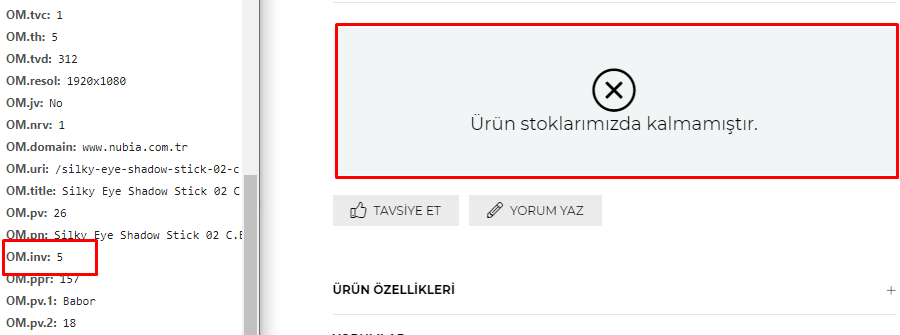 OM.tvc: 1
OM.th: 5
OM.tvd: 312
OM.resol: 1920x1080
OM.jv: No
OM.nrv: 1
OM.domain: www.nubia.com.tr
OM.uri: /silky-eye-shadow-stick-02-c
OM.title: Silky Eye Shadow Stick 02 C
OM.pv: 26
OM.pn: Silky Eye Shadow Stick 02 C.E
OM.inv: 5
OM.ppr: 157
OM.pv.1: Babor
OM.pv.2: 18
Ürün stoklarımızda kalmamıştır.
TAVSİYE ET
YORUM YAZ
ÜRÜN ÖZELLİKLERİ +